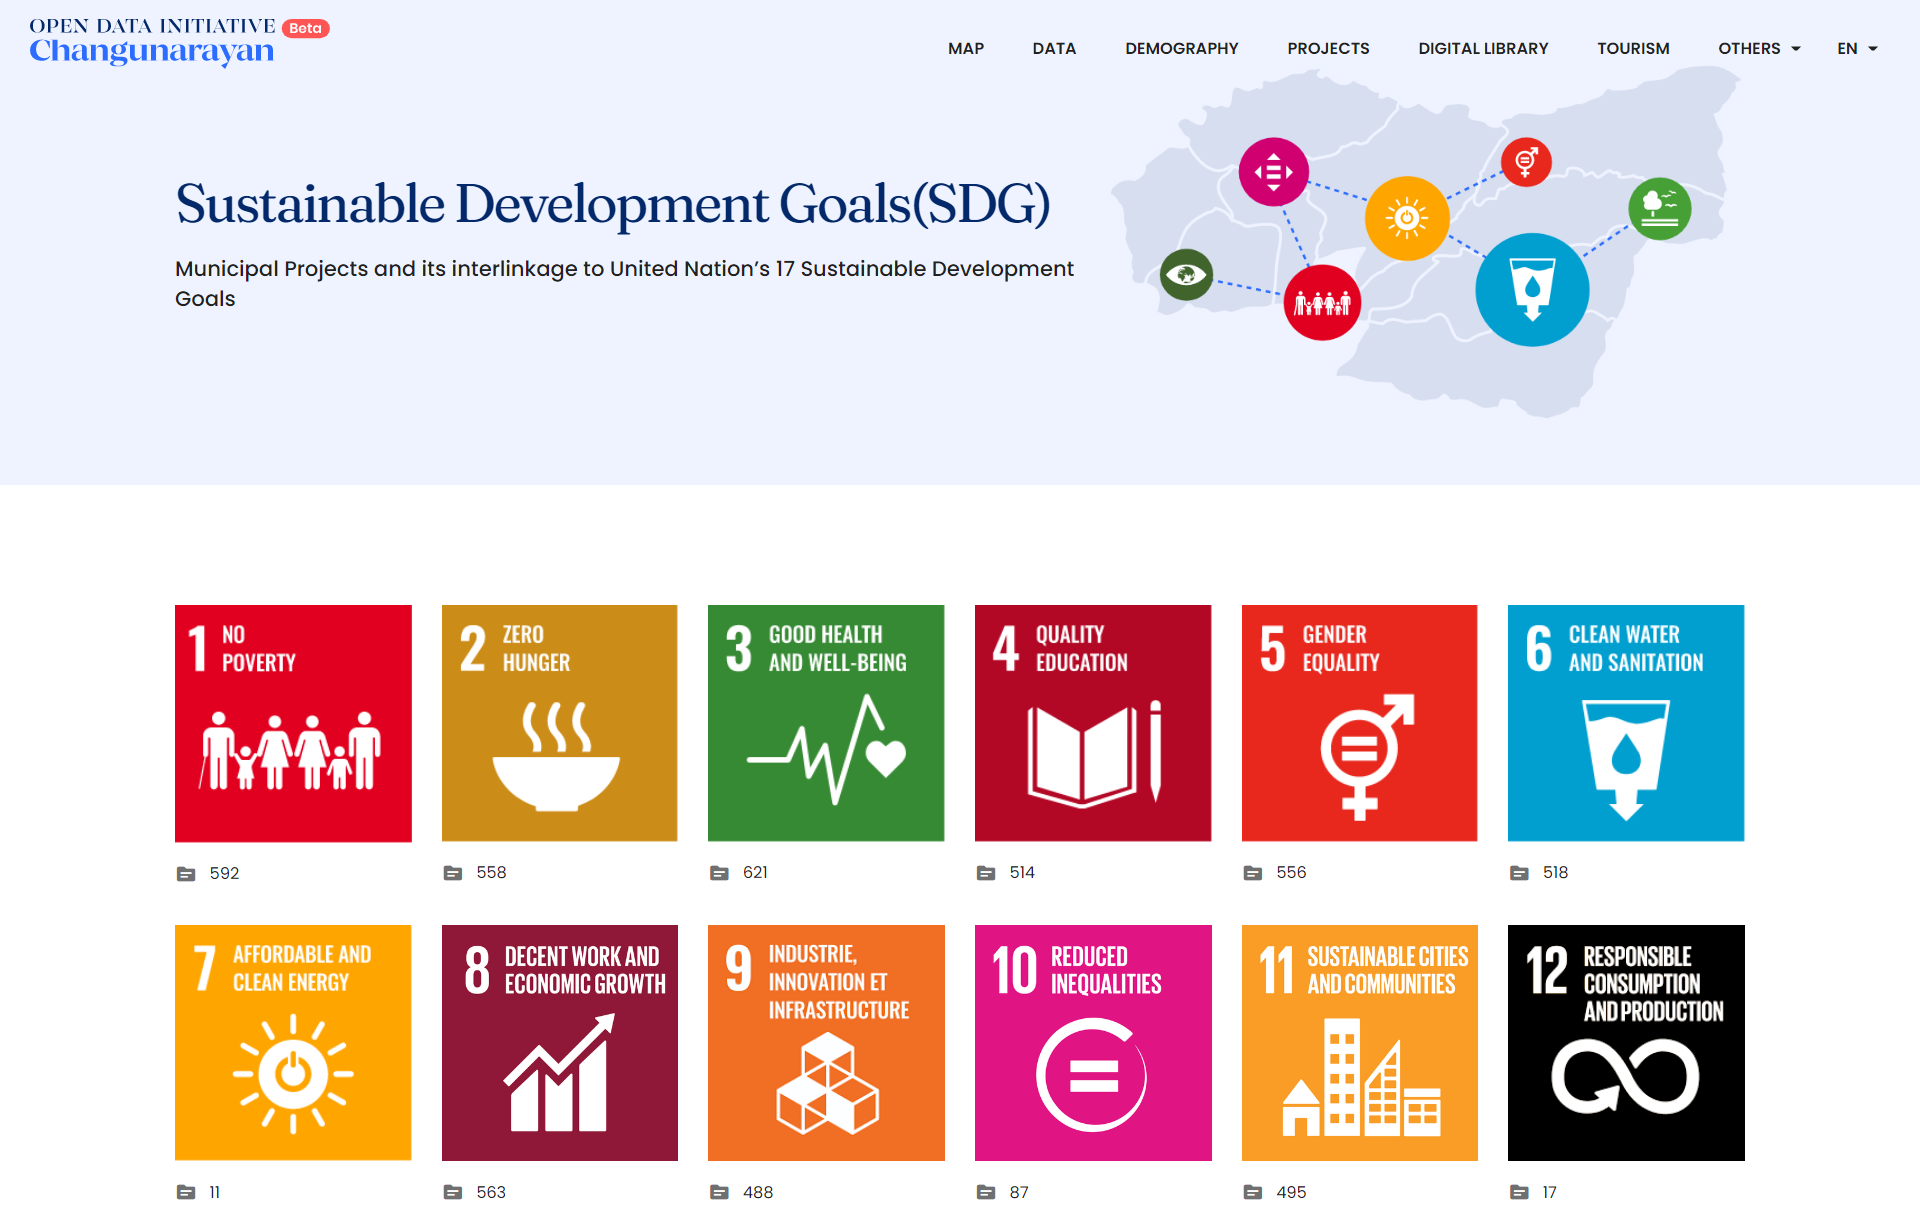 OPEN DATA INITIATIVE Beta
Changunarayan
MAP DATA DEMOGRAPHY PROJECTS DIGITAL LIBRARY TOURISM OTHERS EN
Sustainable Development Goals(SDG)
Municipal Projects and its interlinkage to United Nation’s 17 Sustainable Development
Goals
1 NO
POVERTY
592
2 ZERO
HUNGER
558
3 GOOD HEALTH
AND WELL-BEING
621
4 QUALITY
EDUCATION
514
5 GENDER
EQUALITY
556
6 CLEAN WATER
AND SANITATION
518
7 AFFORDABLE AND
CLEAN ENERGY
11
8 DECENT WORK AND
ECONOMIC GROWTH
563
9 INDUSTRIE,
INNOVATION ET
INFRASTRUCTURE
488
10 REDUCED
INEQUALITIES
87
11 SUSTAINABLE CITIES
AND COMMUNITIES
495
12 RESPONSIBLE
CONSUMPTION
AND PRODUCTION
17